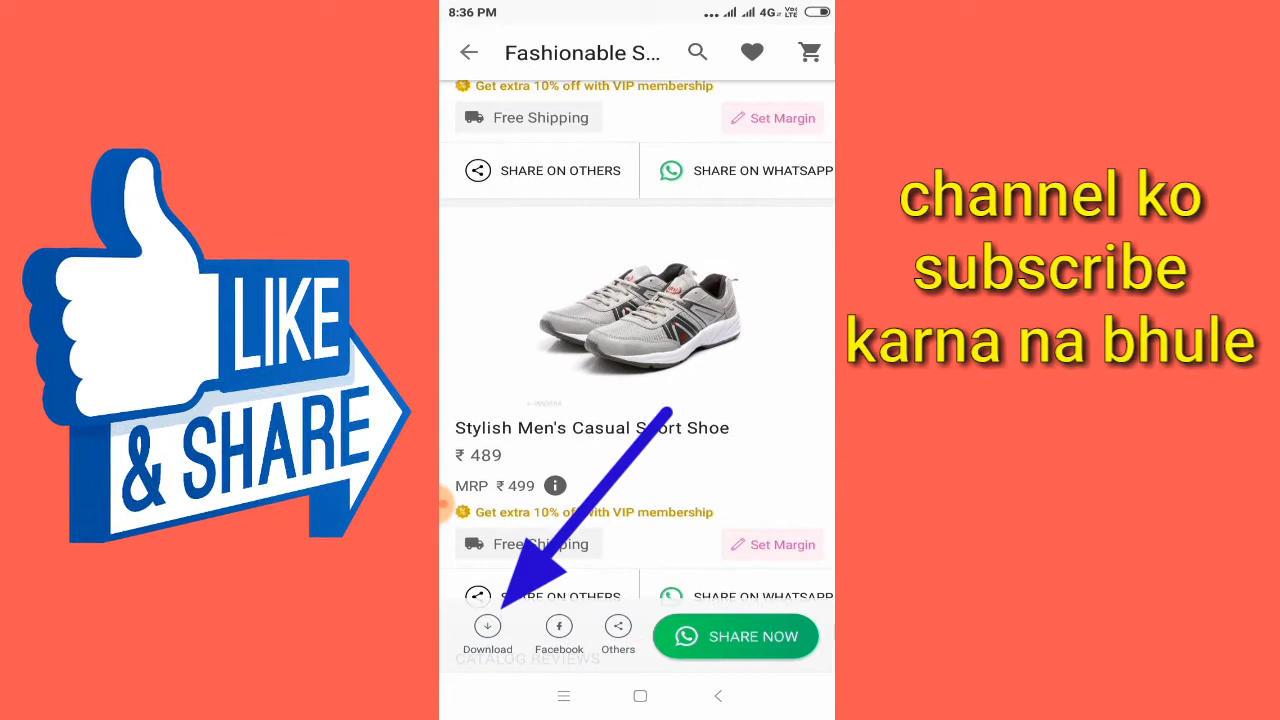 8:36 PM
4G
Vo
LTE
Fashionable S...
Get extra 10% off with VIP membership
Free Shipping
Set Margin
SHARE ON OTHERS
SHARE ON WHATSAPP
LIKE
& SHARE
channel ko
subscribe
karna na bhule
Stylish Men's Casual Sport Shoe
₹ 489
MRP ₹ 499
Get extra 10% off with VIP membership
Free Shipping
Set Margin
SHARE ON OTHERS
SHARE ON WHATSAPP
Download
Facebook
Others
SHARE NOW
CATALOG REVIEWS